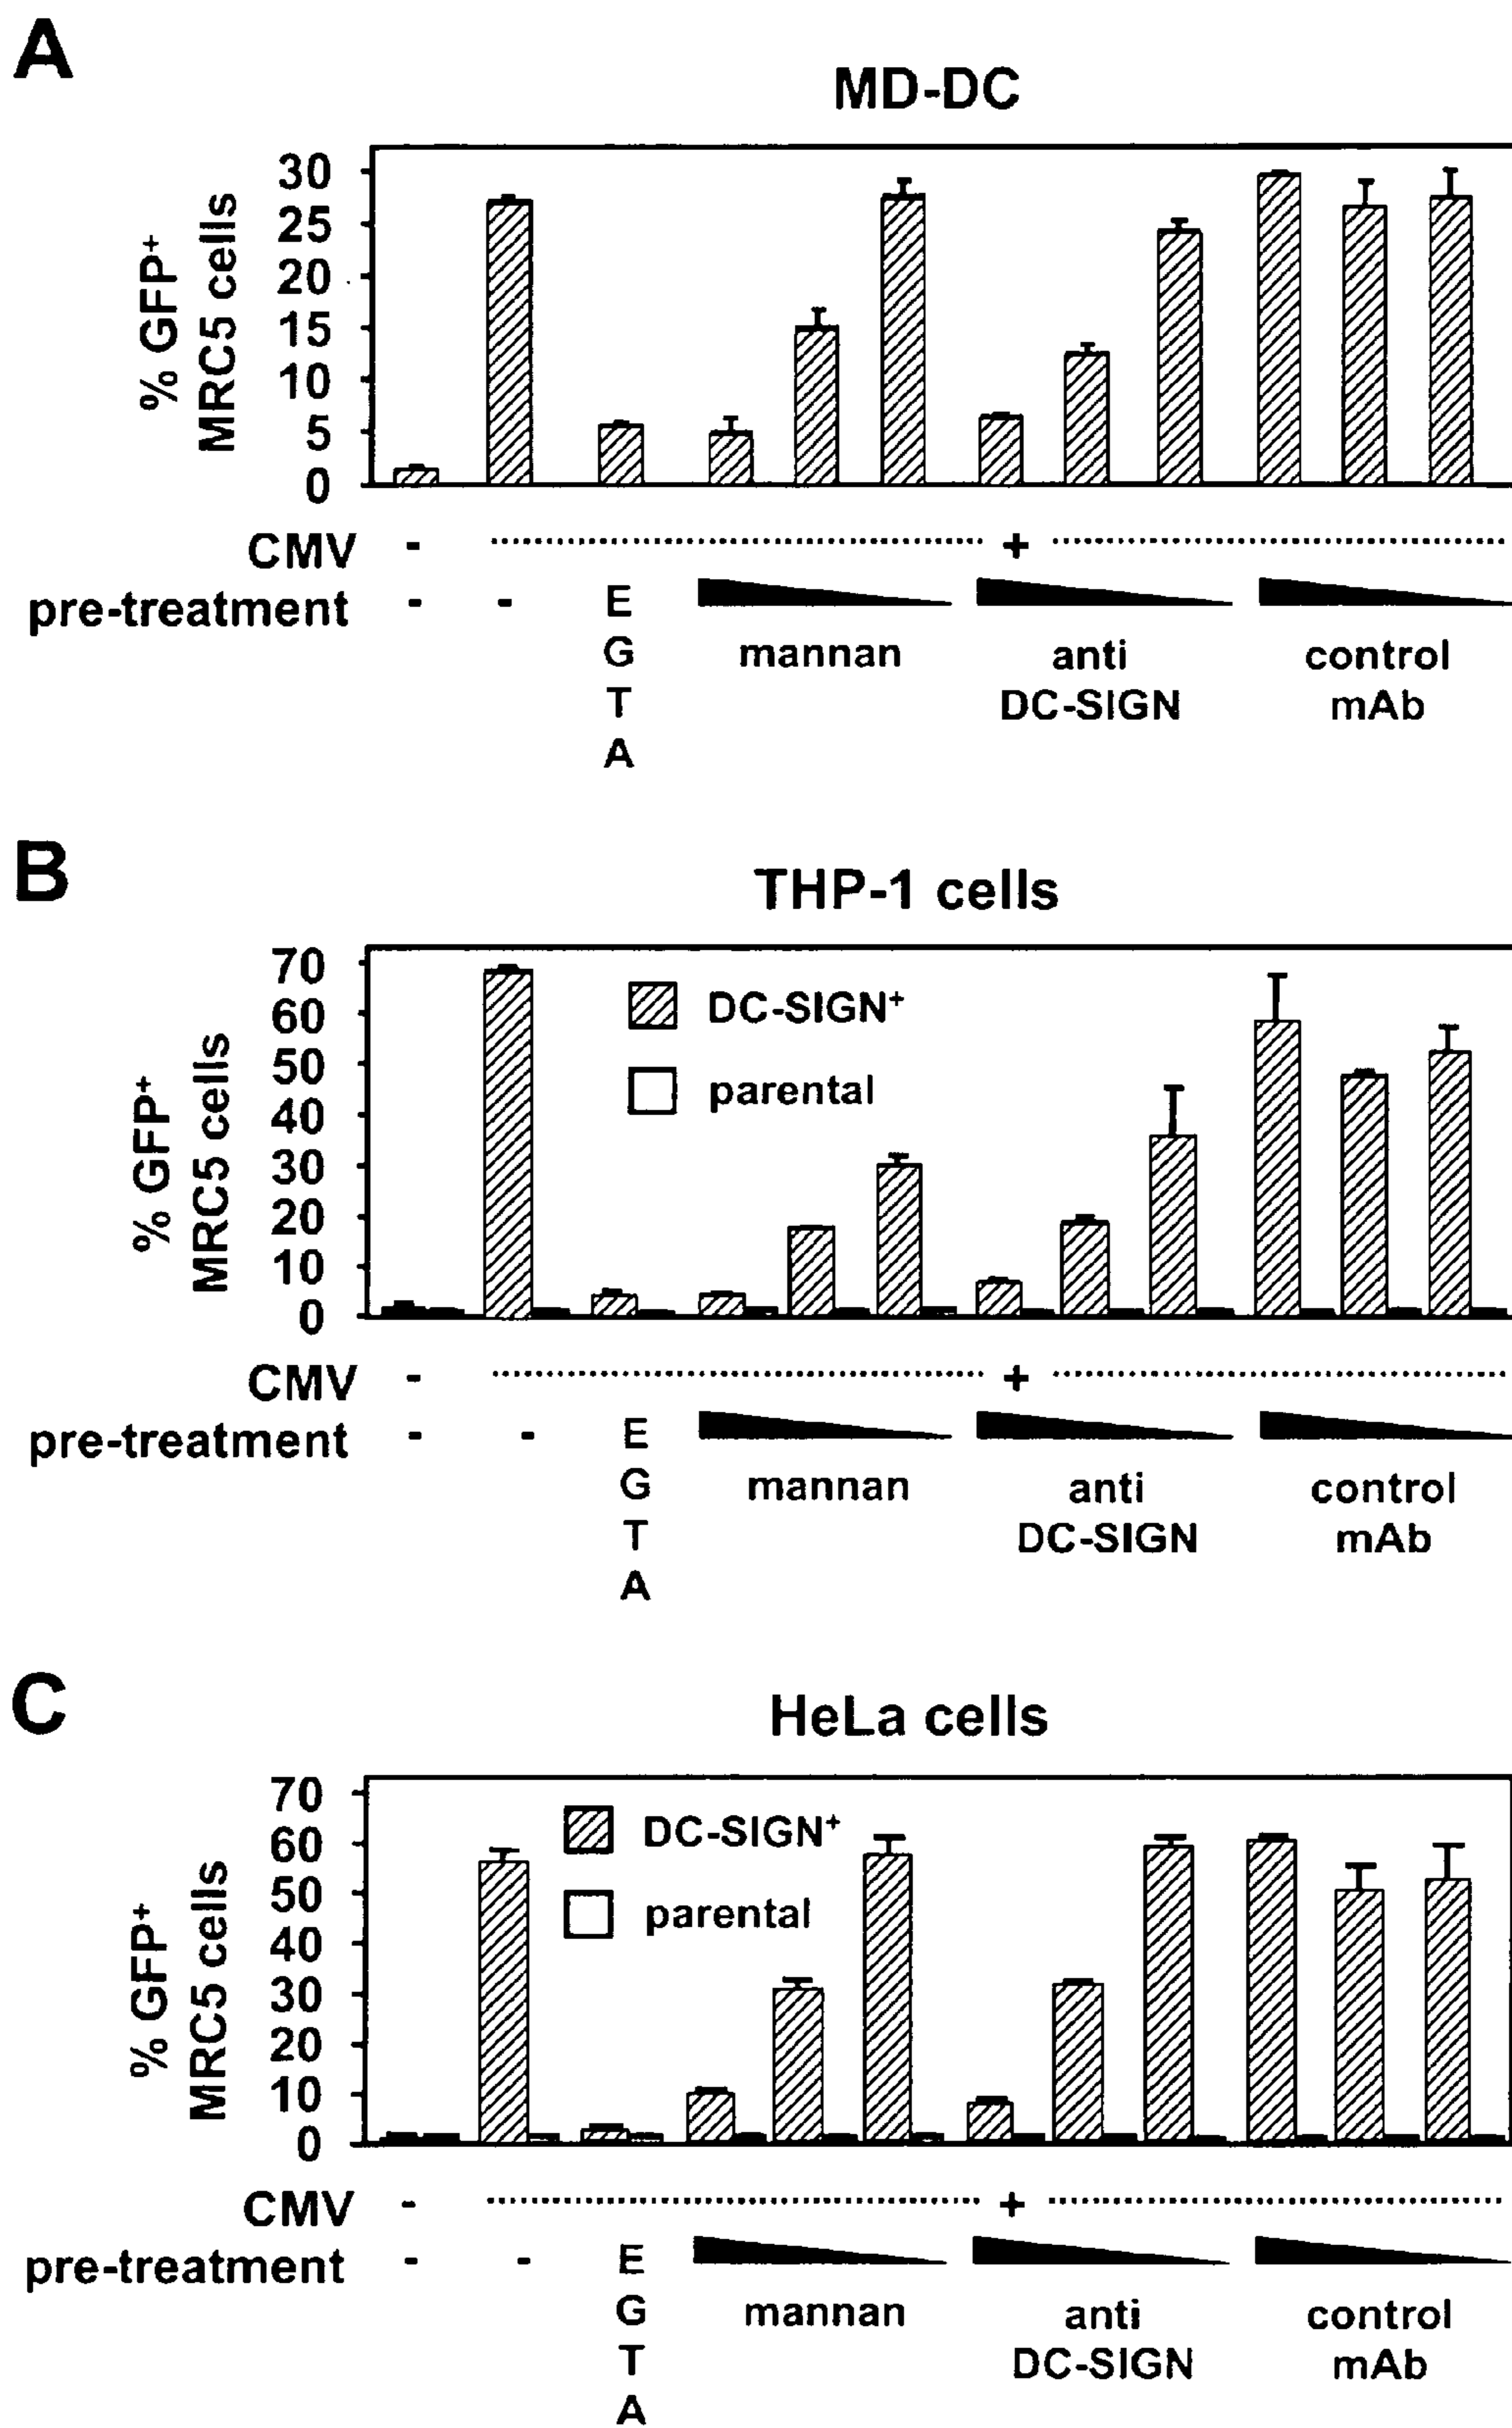 A
MD-DC
% GFP+
MRC5 cells
30
25
20
15
10
5
0
CMV - +
pre-treatment - - EGTA
mannan
anti
DC-SIGN
control
mAb
B
THP-1 cells
% GFP+
MRC5 cells
70
60
50
40
30
20
10
0
DC-SIGN+
parental
CMV - +
pre-treatment - - EGTA
mannan
anti
DC-SIGN
control
mAb
C
HeLa cells
% GFP+
MRC5 cells
70
60
50
40
30
20
10
0
DC-SIGN+
parental
CMV - +
pre-treatment - - EGTA
mannan
anti
DC-SIGN
control
mAb